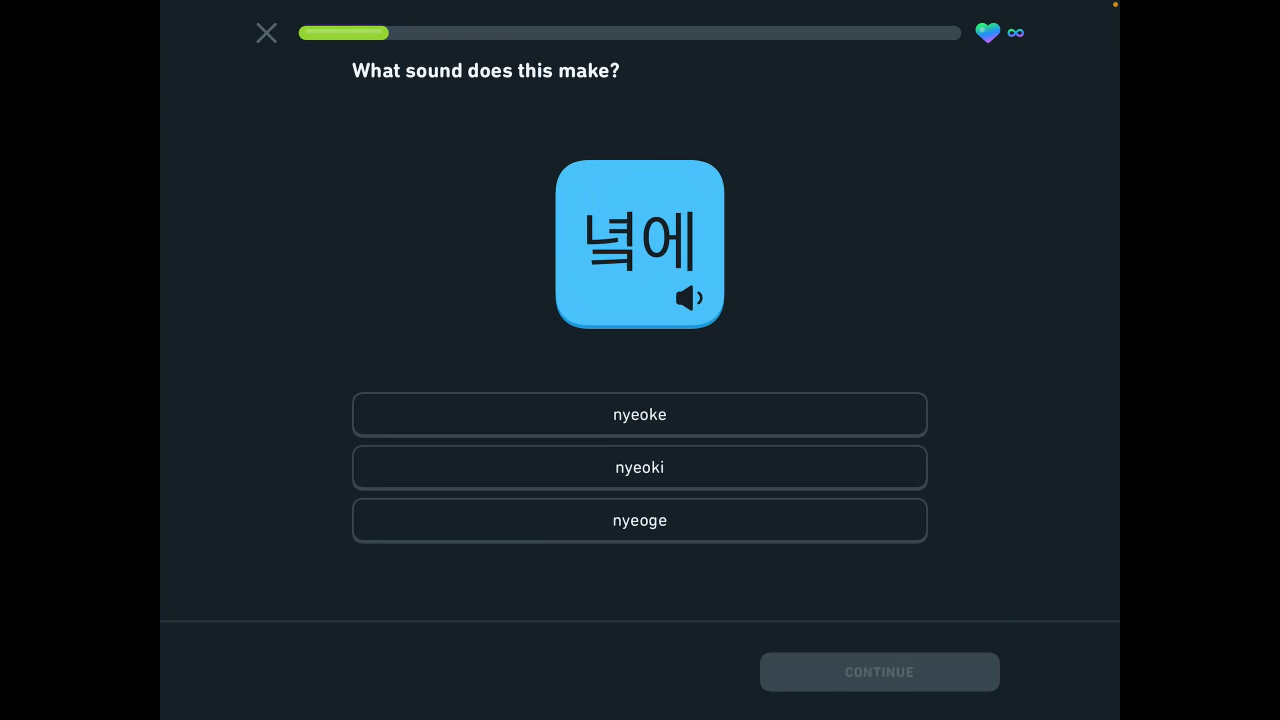 What sound does this make?
녘에
nyeoke
nyeoki
nyeoge
CONTINUE